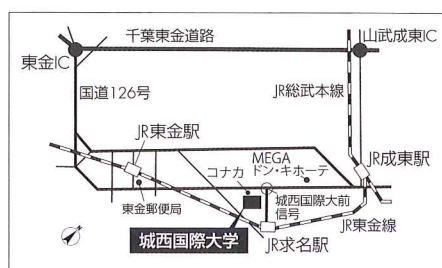 千葉東金道路
山武成東IC
東金IC
国道126号
JR総武本線
JR東金駅
MEGA
ドン・キホーテ
JR成東駅
コナカ
東金郵便局
城西国際大前
信号
城西国際大学
JR求名駅
JR東金線